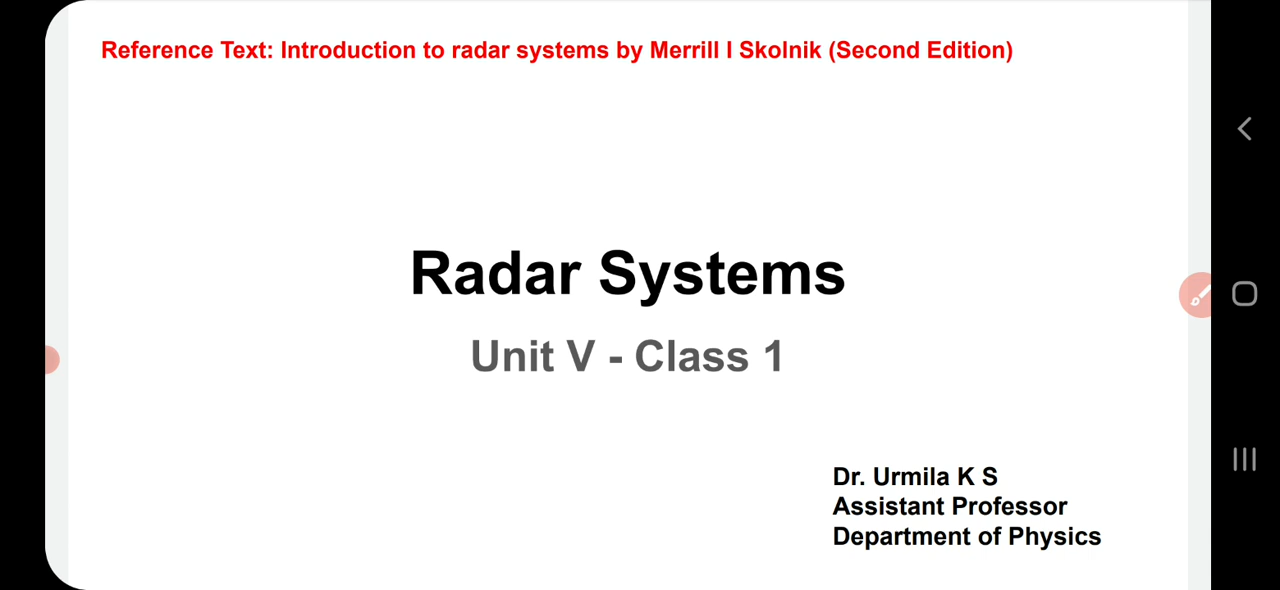 Reference Text: Introduction to radar systems by Merrill I Skolnik (Second Edition)
Radar Systems
Unit V - Class 1
Dr. Urmila K S
Assistant Professor
Department of Physics